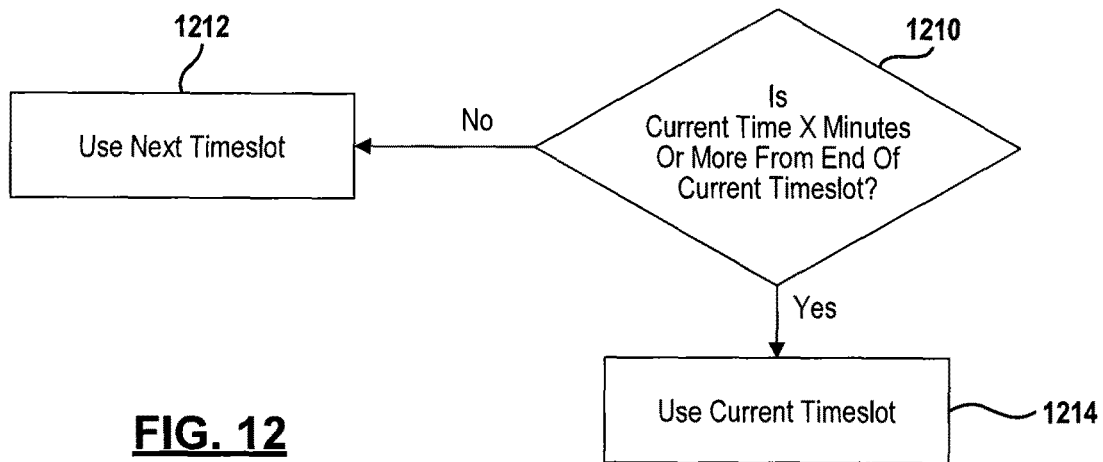 1212
1210
Use Next Timeslot
No
Is
Current Time X Minutes
Or More From End Of
Current Timeslot?
Yes
Use Current Timeslot
1214
FIG. 12